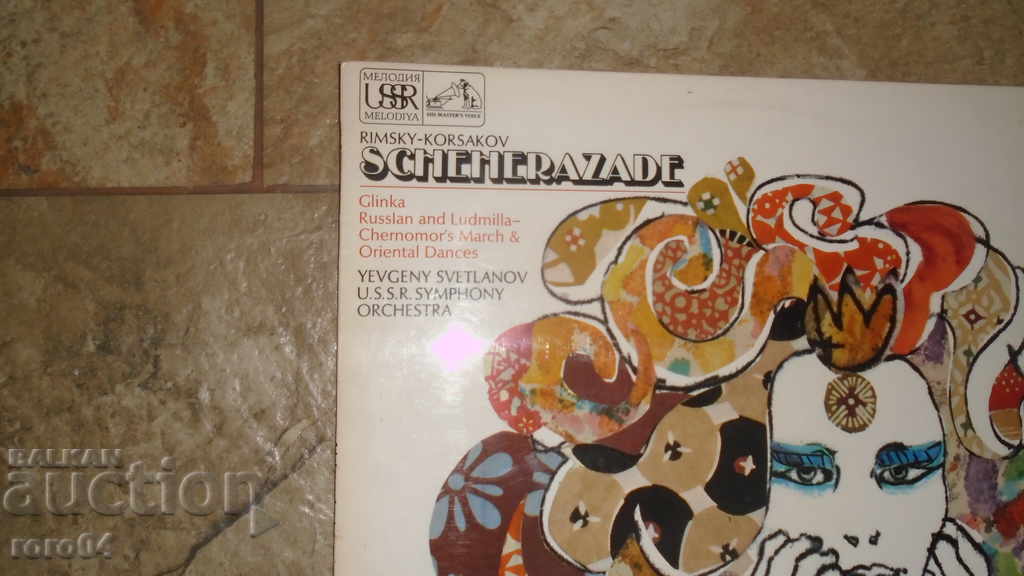 МЕЛОДИЯ
USSR
MELODIYA
HIS MASTER'S VOICE
RIMSKY-KORSAKOV
SCHEHERAZADE
Glinka
Russlan and Ludmilla–
Chernomor's March &
Oriental Dances
YEVGENY SVETLANOV
U.S.S.R. SYMPHONY
ORCHESTRA
BALKAN
auction
roro04